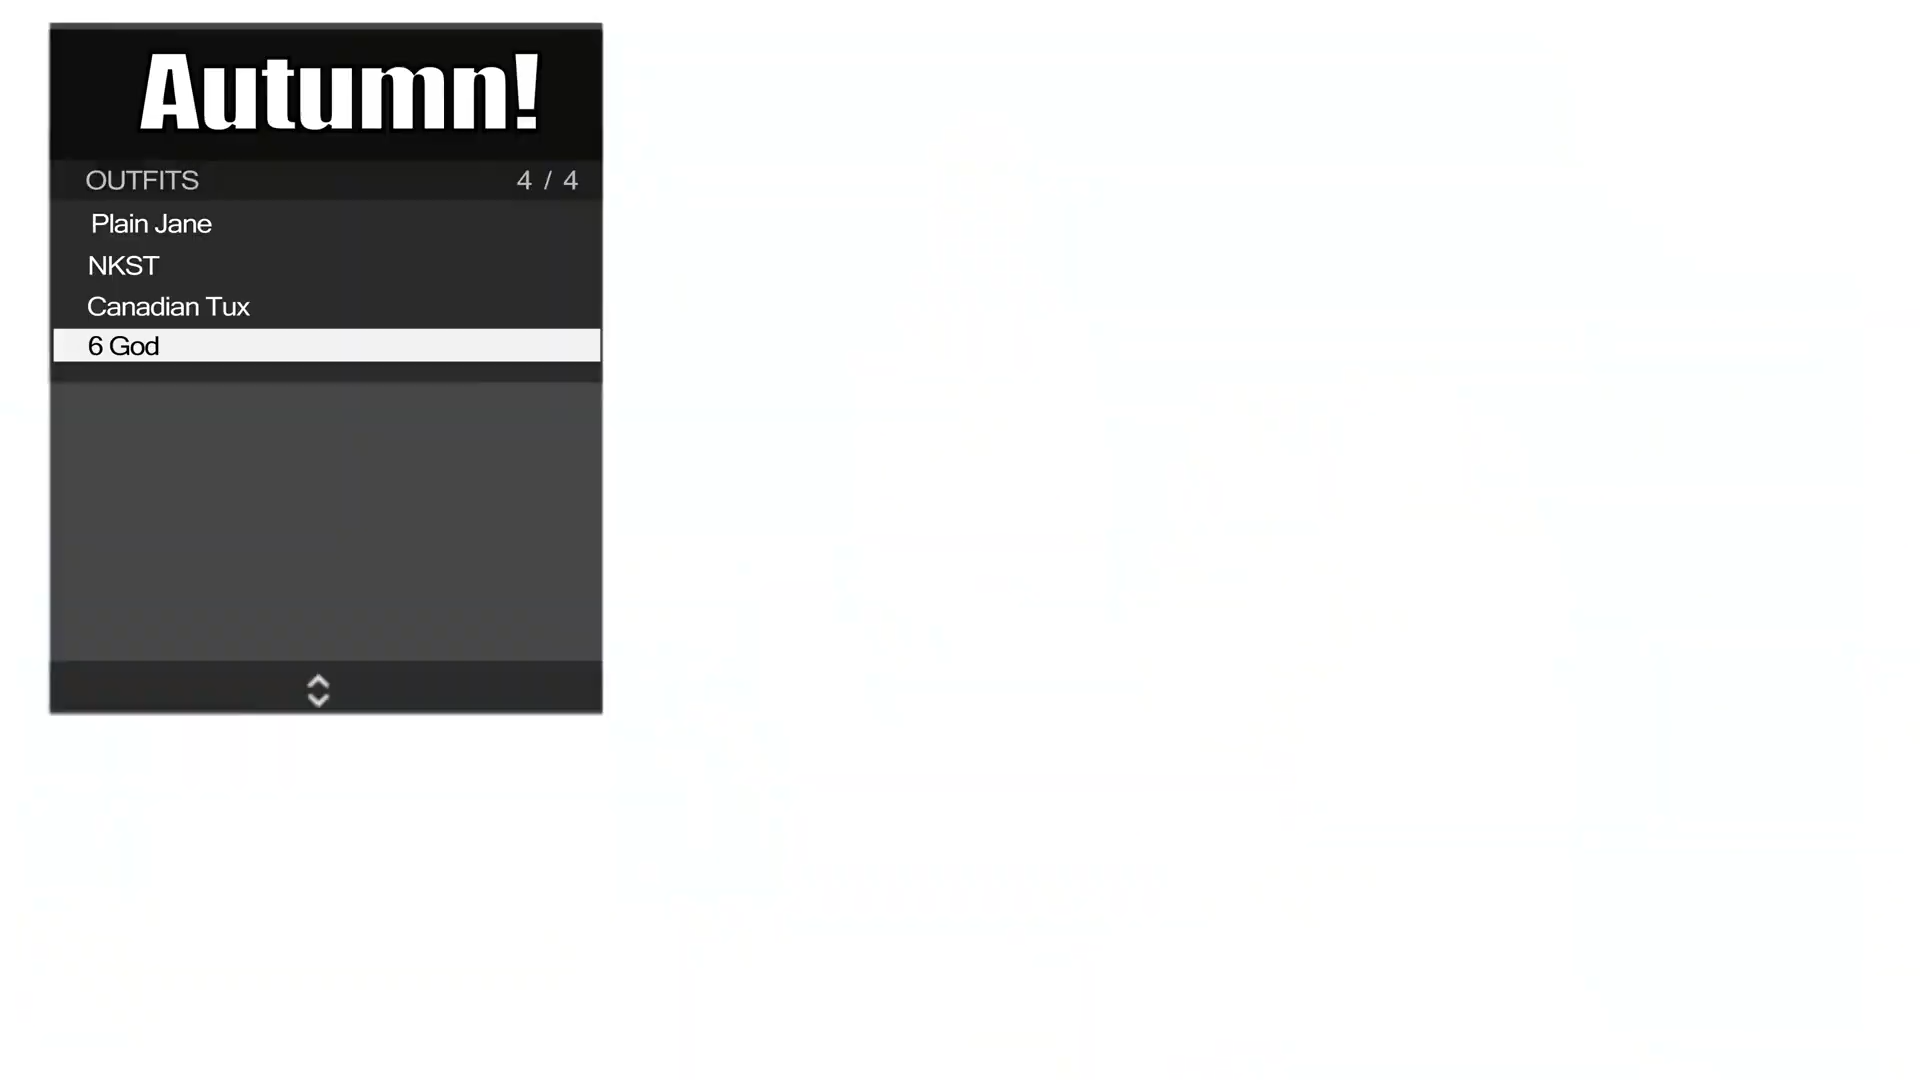 Autumn!
OUTFITS 4 / 4
Plain Jane
NKST
Canadian Tux
6 God